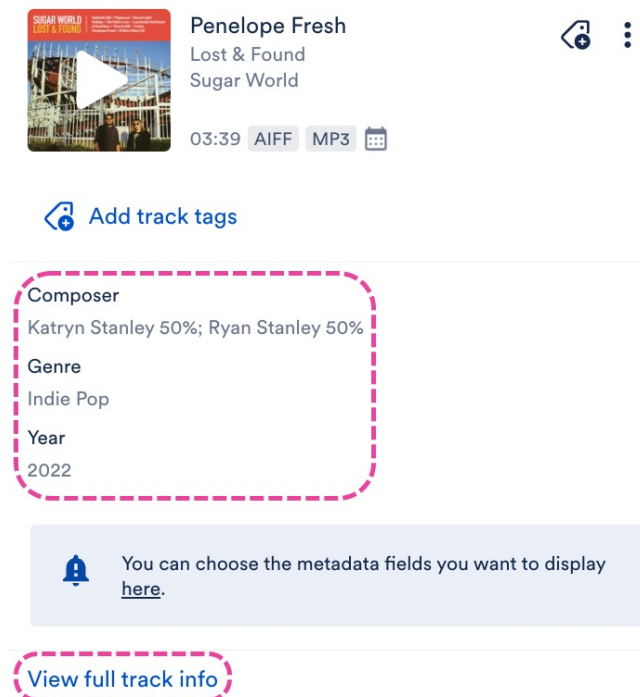 SUGAR WORLD
LOST & FOUND
Penelope Fresh
Lost & Found
Sugar World
03:39 AIFF MP3
Add track tags
Composer
Katryn Stanley 50%; Ryan Stanley 50%
Genre
Indie Pop
Year
2022
You can choose the metadata fields you want to display
here.
View full track info